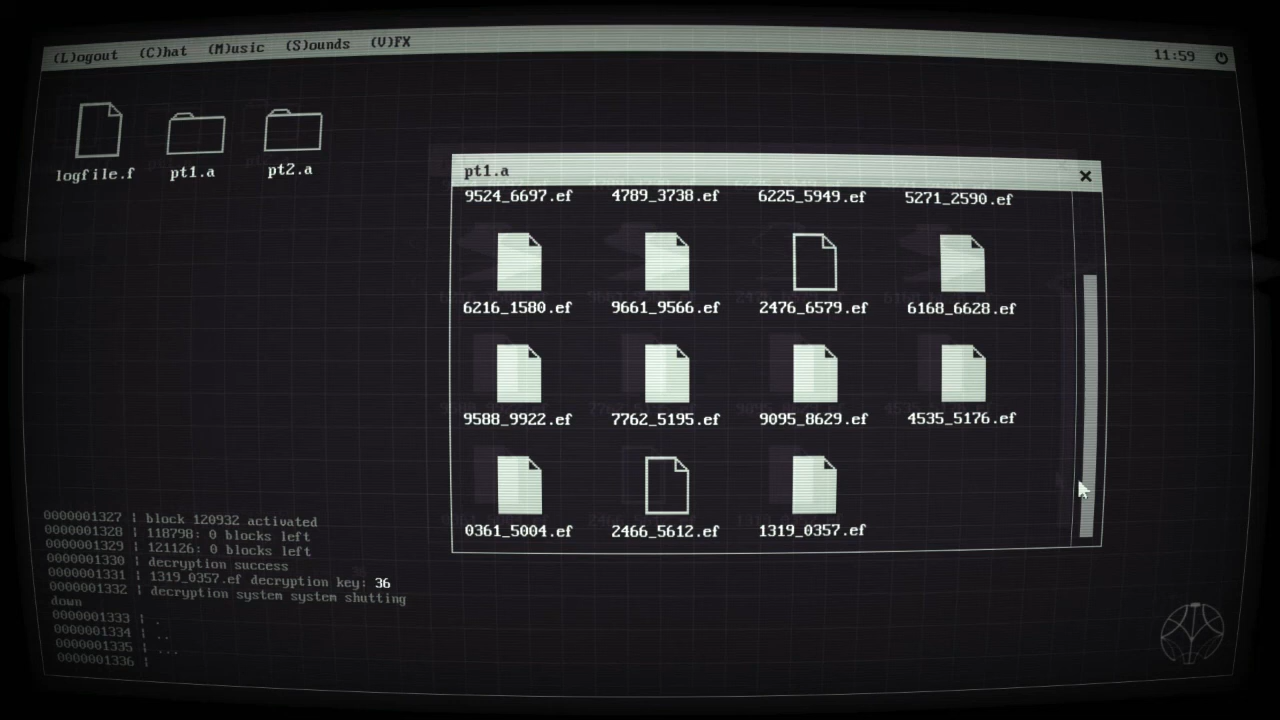 (L)ogout (C)hat (M)usic (S)ounds (V)FX 11:59
logfile.f pt1.a pt2.a
pt1.a
9524_6697.ef 4789_3738.ef 6225_5949.ef 5271_2590.ef
6216_1580.ef 9661_9566.ef 2476_6579.ef 6168_6628.ef
9588_9922.ef 7762_5195.ef 9095_8629.ef 4535_5176.ef
0361_5004.ef 2466_5612.ef 1319_0357.ef
0000001327 | block 120932 activated
0000001328 | 118798: 0 blocks left
0000001329 | 121126: 0 blocks left
0000001330 | decryption success
0000001331 | 1319_0357.ef decryption key: 36
0000001332 | decryption system system shutting
down
0000001333 | .
0000001334 | ..
0000001335 | ...
0000001336 |